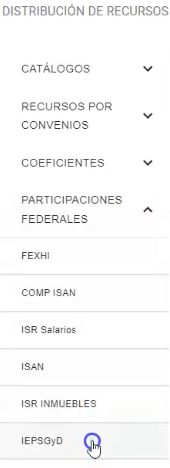 DISTRIBUCIÓN DE RECURSOS
CATÁLOGOS
RECURSOS POR
CONVENIOS
COEFICIENTES
PARTICIPACIONES
FEDERALES
FEXHI
COMP ISAN
ISR Salarios
ISAN
ISR INMUEBLES
IEPSGyD